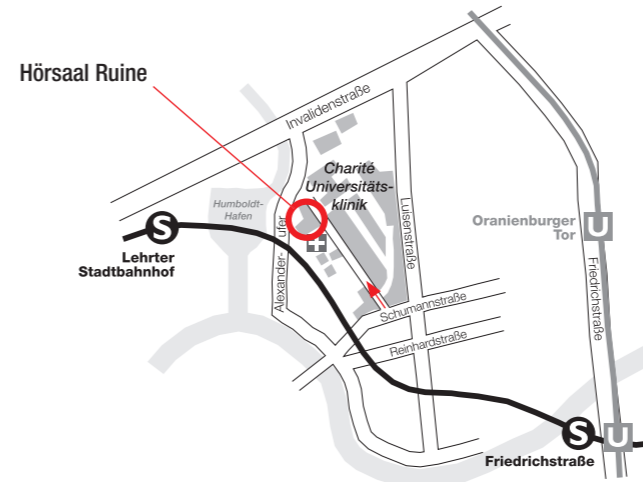 Hörsaal Ruine
Invalidenstraße
Charité
Universitäts-
klinik
Humboldt-
Hafen
Alexander- ufer
Luisenstraße
Oranienburger
Tor
U
S
Lehrter
Stadtbahnhof
Friedrichstraße
Schumannstraße
Reinhardstraße
S
U
Friedrichstraße